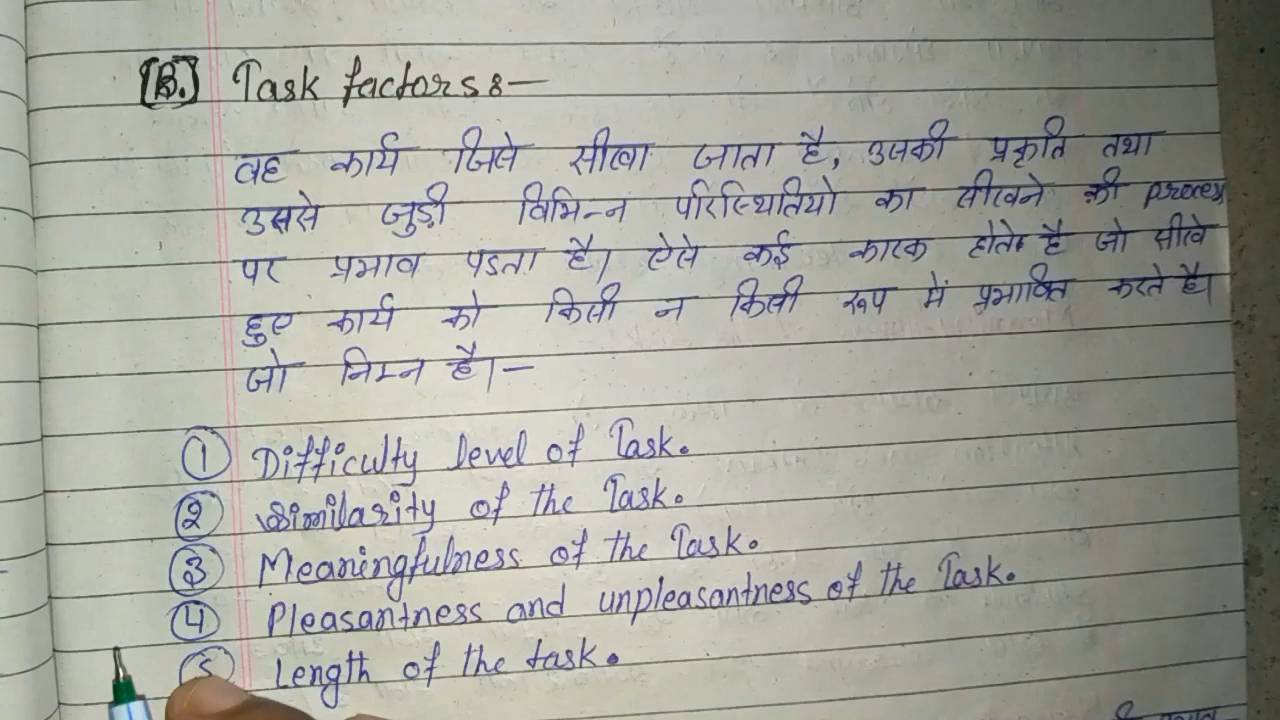 [B.] Task factors :-
वह कार्य जिसे सीखा जाता है, उसकी प्रकृति तथा
उससे जुड़ी विभिन्न परिस्थितियो का सीखने की process
पर प्रभाव पडता है। ऐसे कई कारक होते है जो सीखे
हुए कार्य को किसी न किसी रूप में प्रभावित करते है।
जो निम्न है। -
① Difficulty level of Task.
② Similarity of the Task.
③ Meaningfulness of the Task.
④ Pleasantness and unpleasantness of the Task.
⑤ Length of the task.